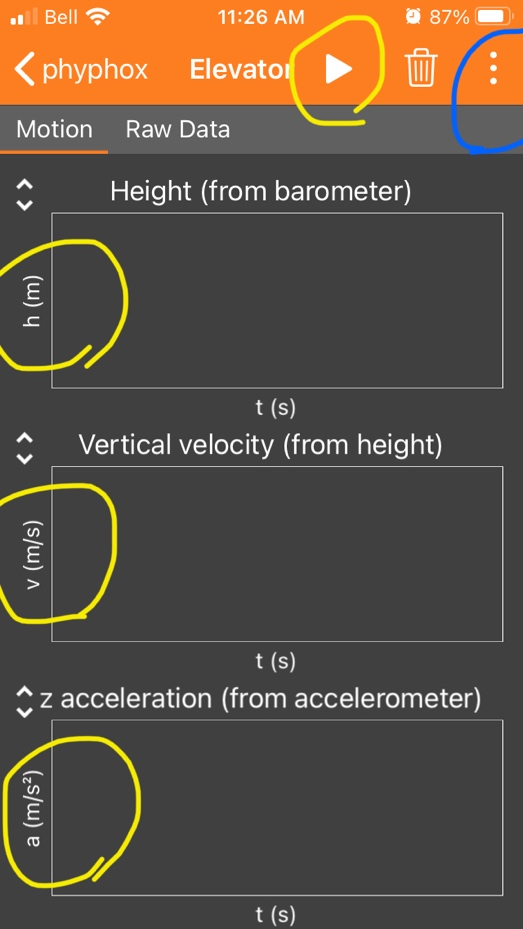 Bell 11:26 AM 87%
phyphox Elevator
Motion Raw Data
Height (from barometer)
h (m)
t (s)
Vertical velocity (from height)
v (m/s)
t (s)
z acceleration (from accelerometer)
a (m/s²)
t (s)